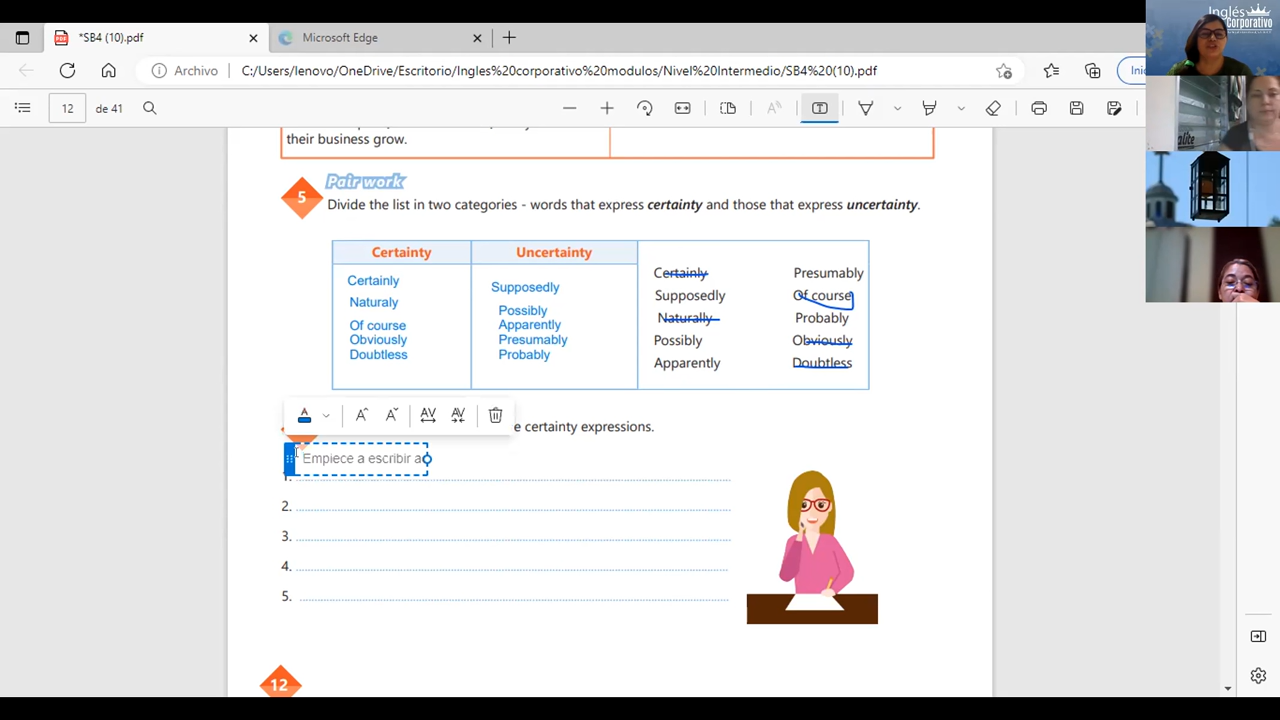 *SB4 (10).pdf
Microsoft Edge
Archivo
C:/Users/lenovo/OneDrive/Escritorio/Ingles%20corporativo%20modulos/Nivel%20Intermedio/SB4%20(10).pdf
12 de 41
their business grow.
5
Pair work
Divide the list in two categories - words that express certainty and those that express uncertainty.
Certainty
Uncertainty
Certainly
Naturaly
Of course
Obviously
Doubtless
Supposedly
Possibly
Apparently
Presumably
Probably
Certainly Presumably
Supposedly Of course
Naturally Probably
Possibly Obviously
Apparently Doubtless
e certainty expressions.
Empiece a escribir a
1.
2.
3.
4.
5.
12
Inglés
Corporativo